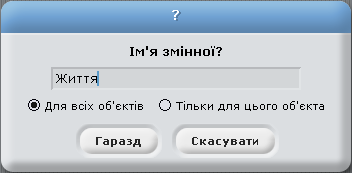 ?
Ім'я змінної?
Життя
Для всіх об'єктів Тільки для цього об'єкта
Гаразд Скасувати